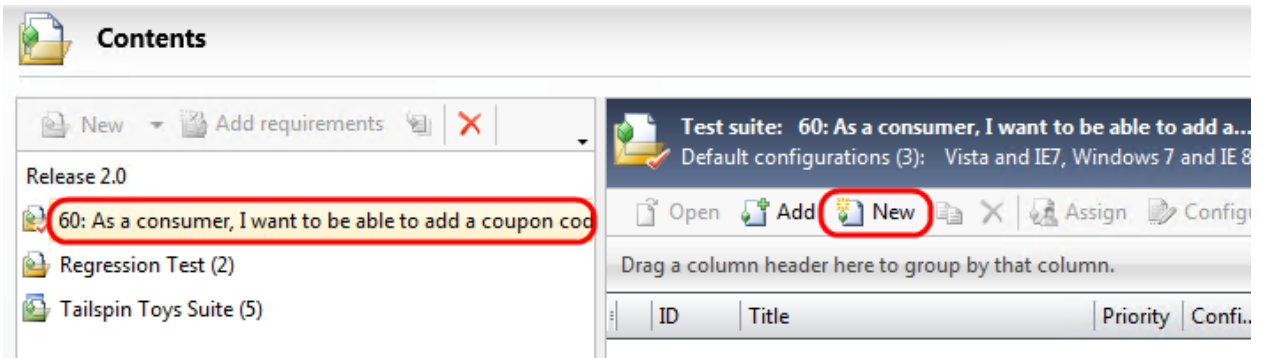 Contents
New Add requirements
Release 2.0
60: As a consumer, I want to be able to add a coupon cod
Regression Test (2)
Tailspin Toys Suite (5)
Test suite: 60: As a consumer, I want to be able to add a...
Default configurations (3): Vista and IE7, Windows 7 and IE 8
Open Add New Assign Configu
Drag a column header here to group by that column.
ID Title Priority Confi...